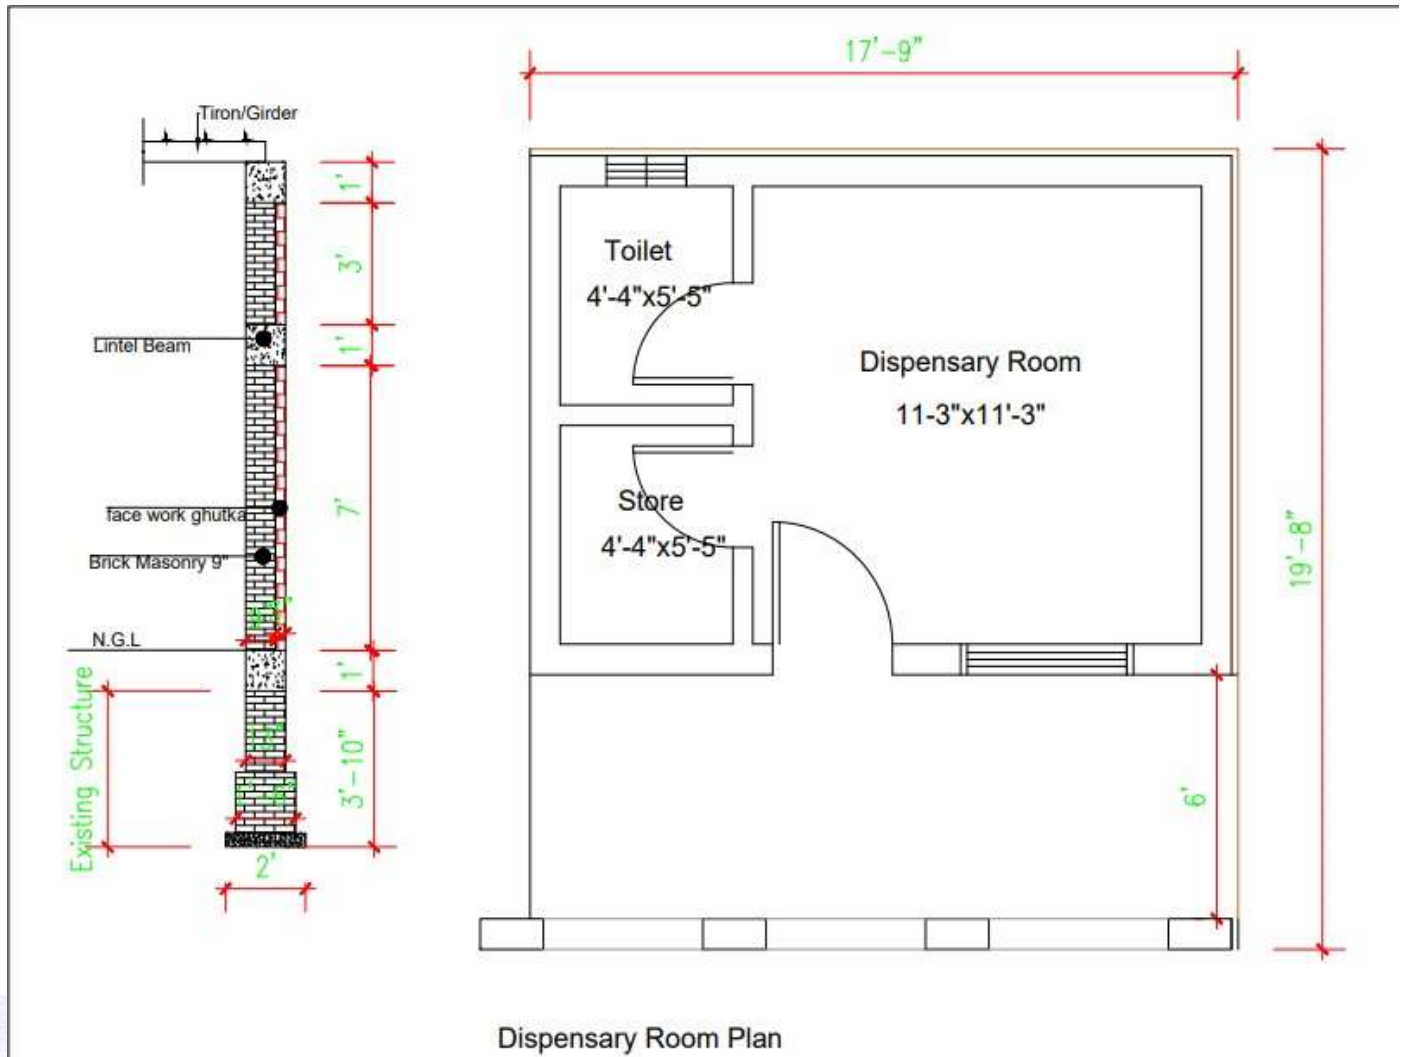 17'-9"
Tiron/Girder
1'
3'
Lintel Beam
1'
Toilet
4'-4"x5'-5"
Dispensary Room
11-3"x11'-3"
7'
face work ghutka
Brick Masonry 9"
Store
4'-4"x5'-5"
19'-8"
N.G.L
1'
Existing Structure
3'-10"
6'
2'
Dispensary Room Plan